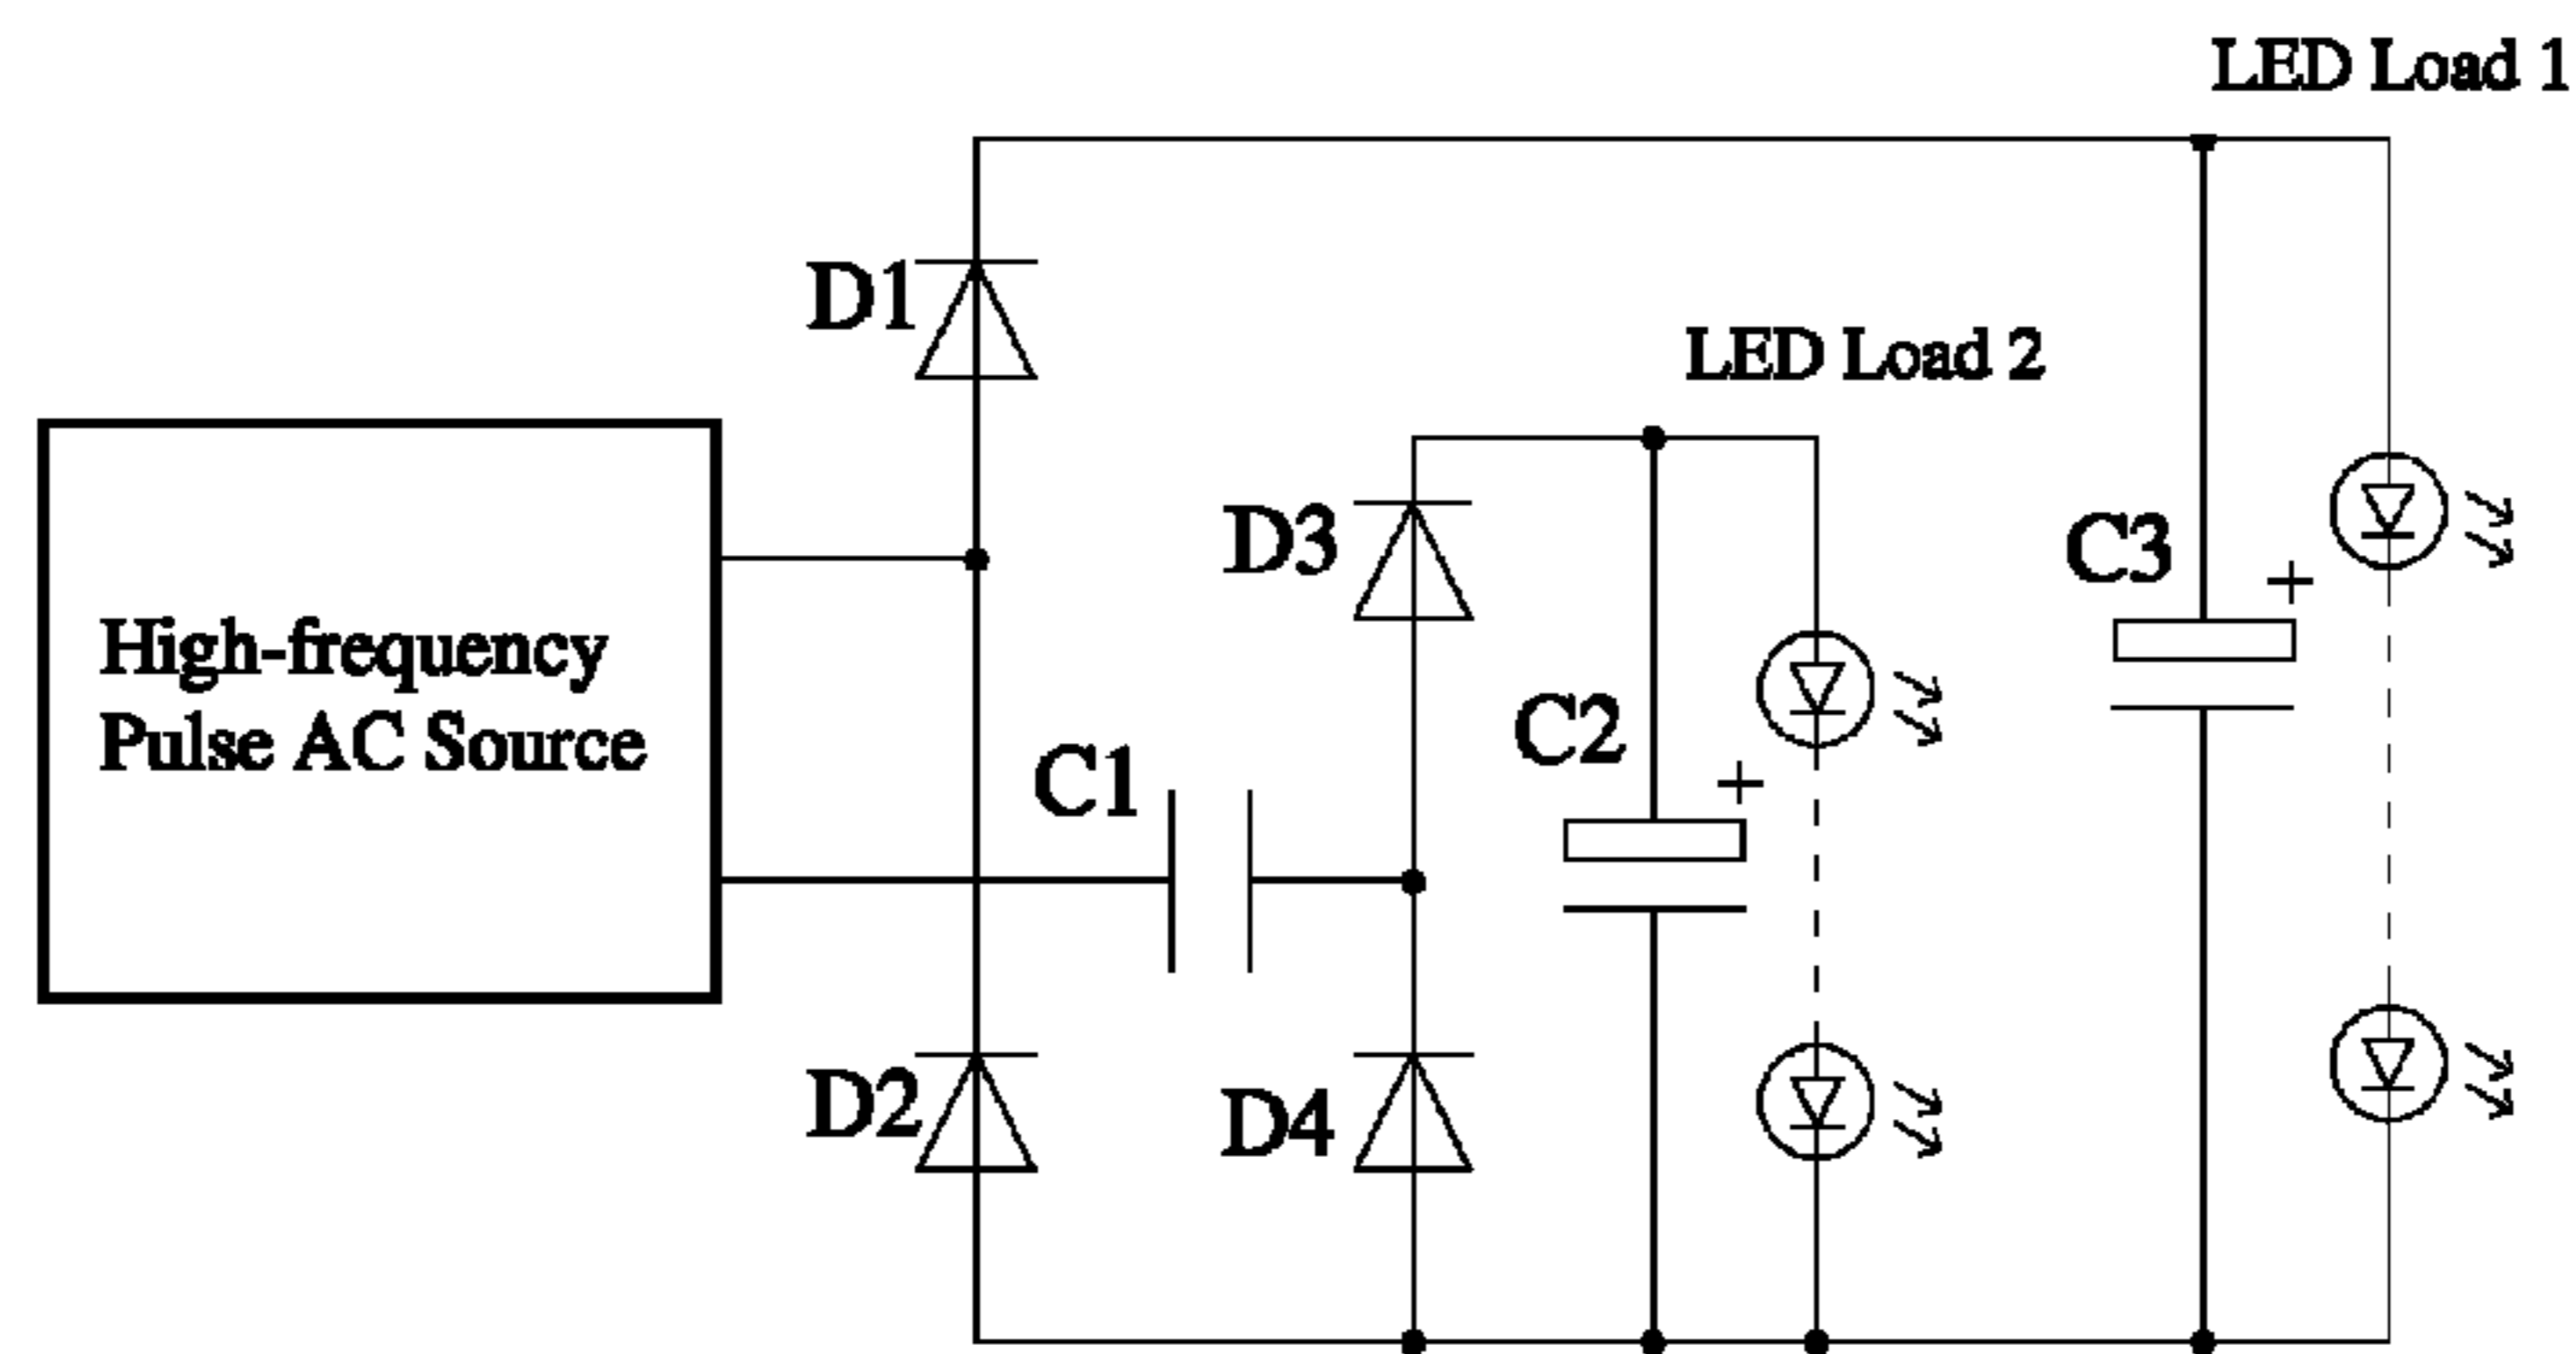 LED Load 1
D1
LED Load 2
D3
C3
+
High-frequency
Pulse AC Source
C1
C2
+
D2
D4